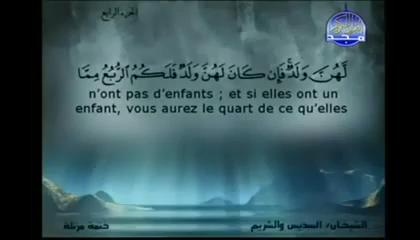 الجزء الرابع
لَّهُنَّ وَلَدٌ فَإِن كَانَ لَهُنَّ وَلَدٌ فَلَكُمُ الرُّبُعُ مِمَّا
n'ont pas d'enfants ; et si elles ont un
enfant, vous aurez le quart de ce qu'elles
ختمة مرتلة
الشيخان/ السديس والشريم